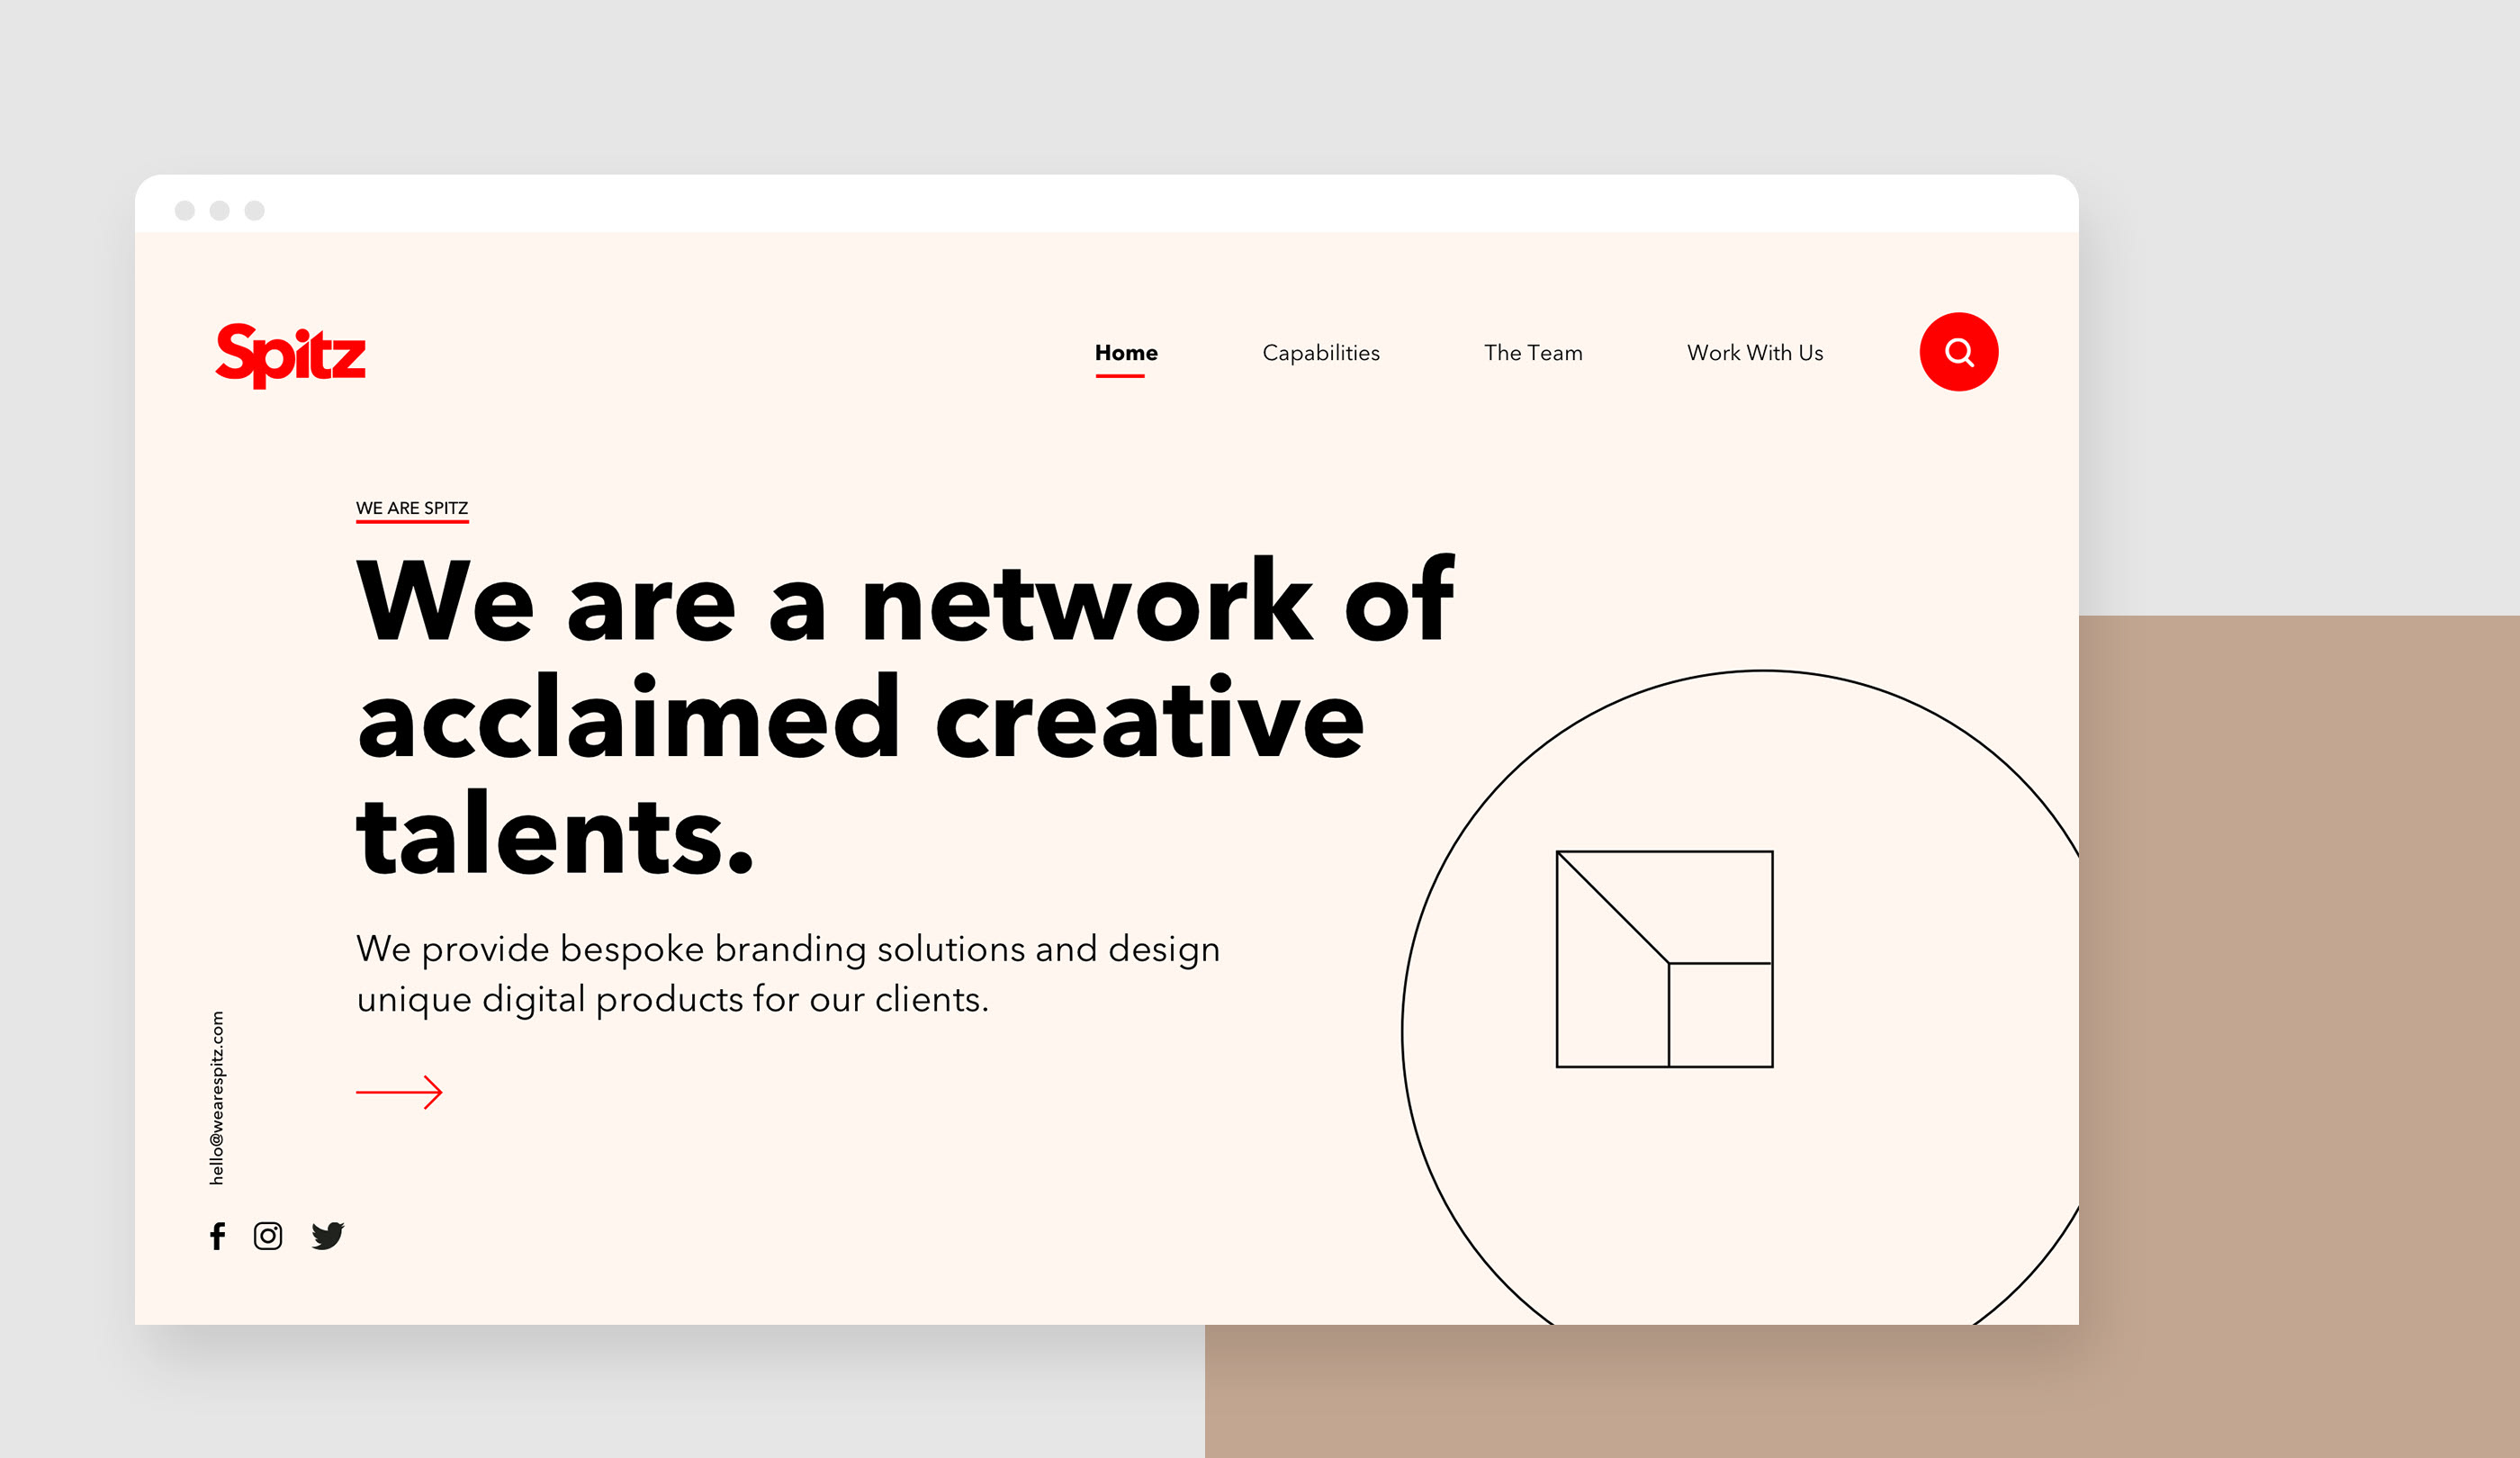 Spitz
Home
Capabilities
The Team
Work With Us
WE ARE SPITZ
We are a network of
acclaimed creative
talents.
We provide bespoke branding solutions and design
unique digital products for our clients.
hello@wearespitz.com